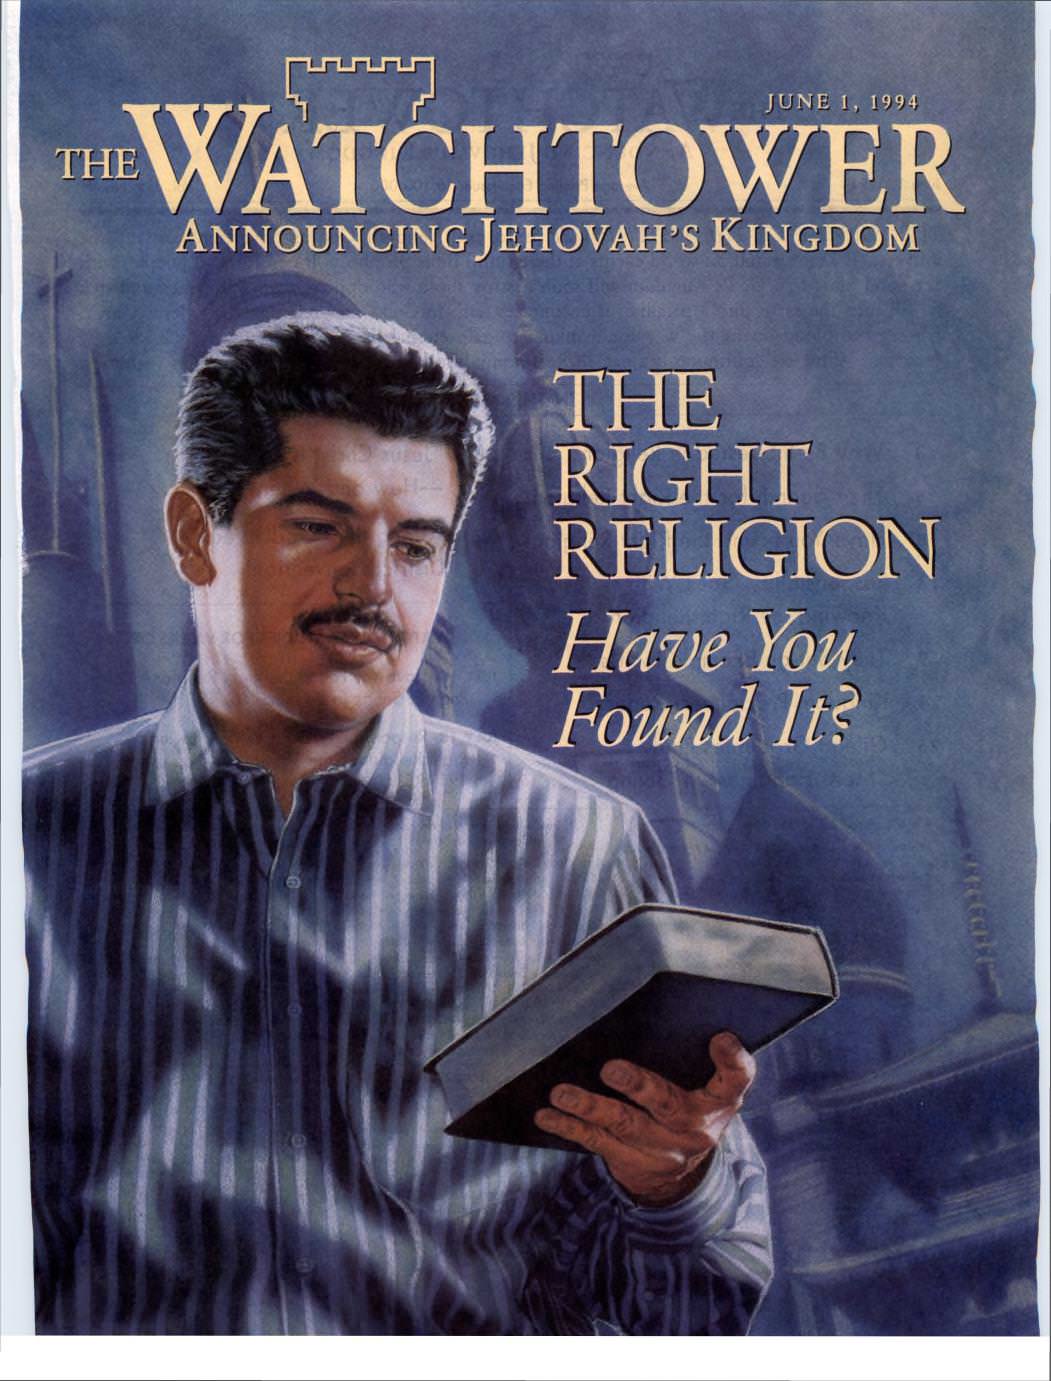 JUNE 1, 1994
THE WATCHTOWER
ANNOUNCING JEHOVAH'S KINGDOM
THE
RIGHT
RELIGION
Have You
Found It?